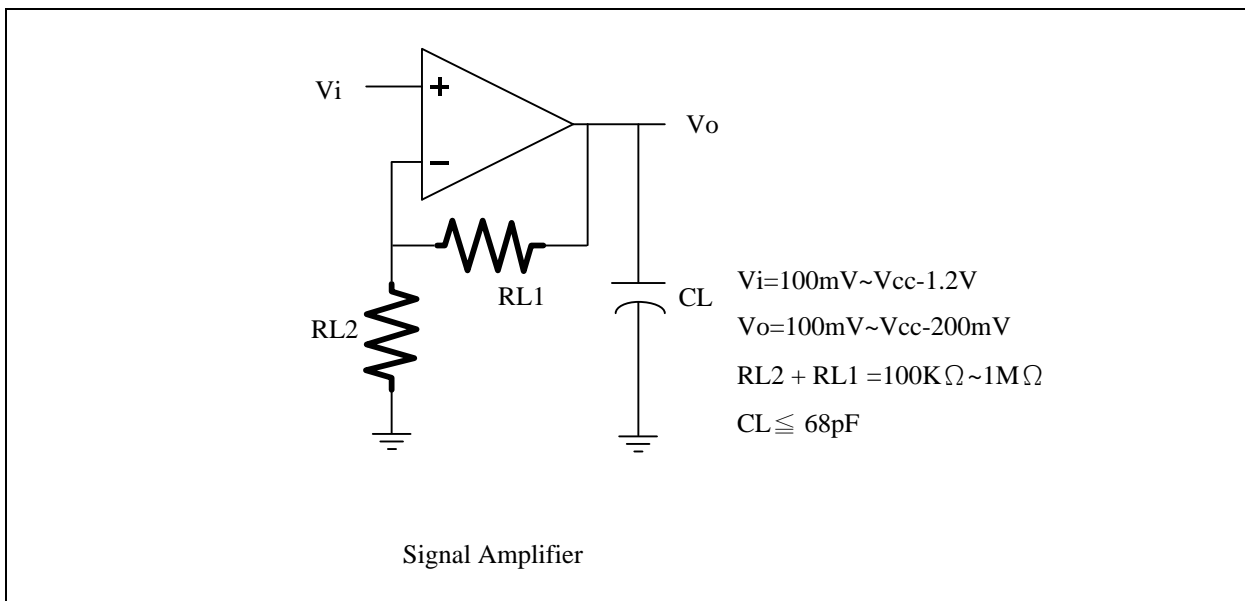 Vi
+
−
Vo
RL1
RL2
CL
Vi=100mV~Vcc-1.2V
Vo=100mV~Vcc-200mV
RL2 + RL1 =100KΩ~1MΩ
CL≦ 68pF
Signal Amplifier